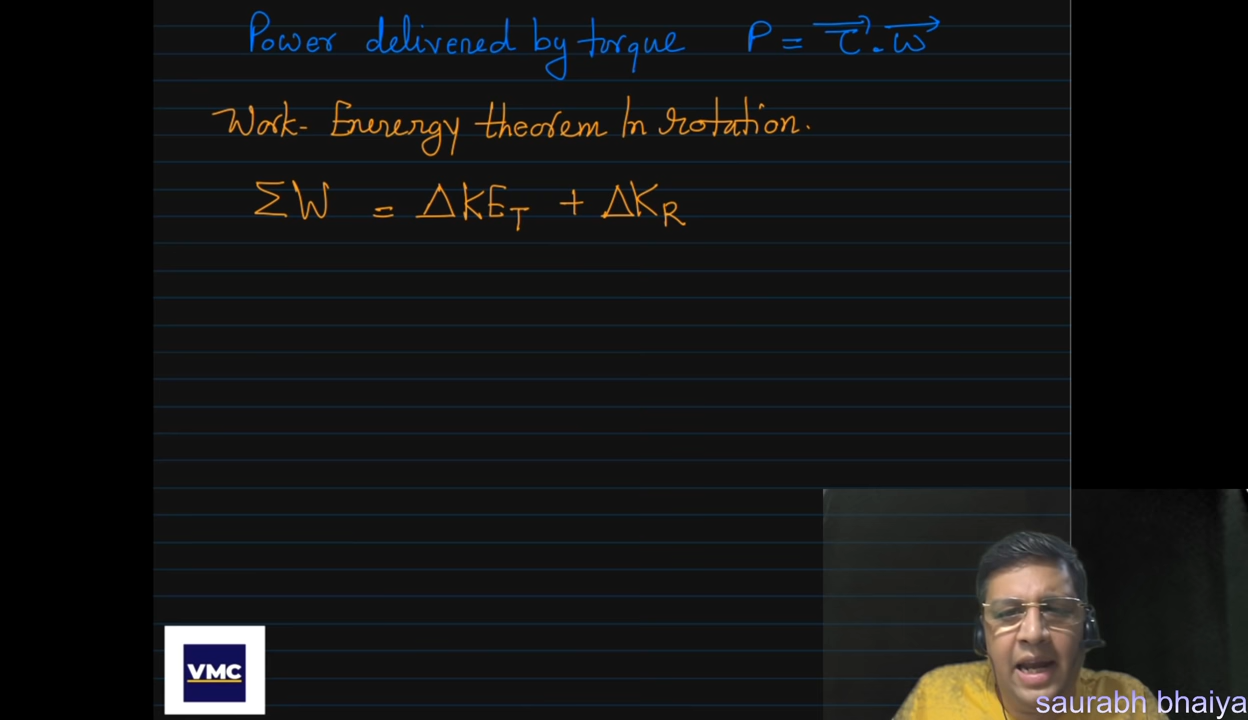 Power delivered by torque P = τ⃗ . ω⃗
Work- Enerergy theorem In rotation.
ΣW = ΔKE_T + ΔK_R
VMC
saurabh bhaiya